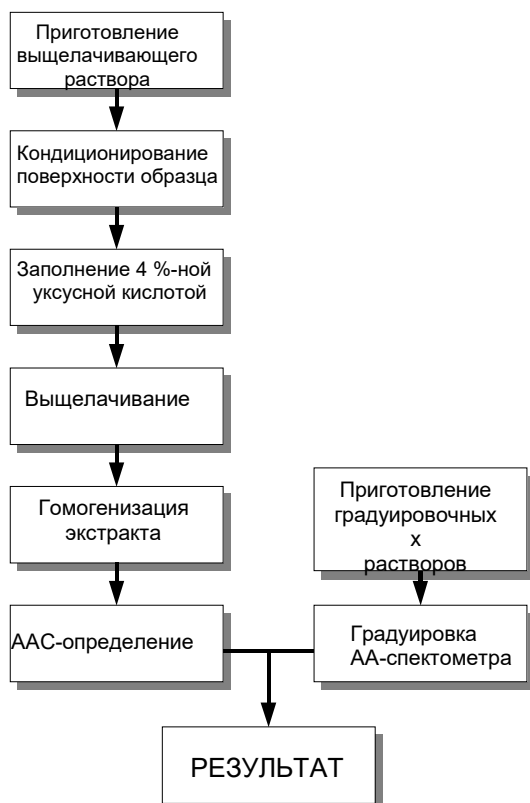 Приготовление
выщелачивающего
раствора
Кондиционирование
поверхности образца
Заполнение 4 %-ной
уксусной кислотой
Выщелачивание
Гомогенизация
экстракта
Приготовление
градуировочных
х
растворов
ААС-определение
Градуировка
АА-спектометра
РЕЗУЛЬТАТ